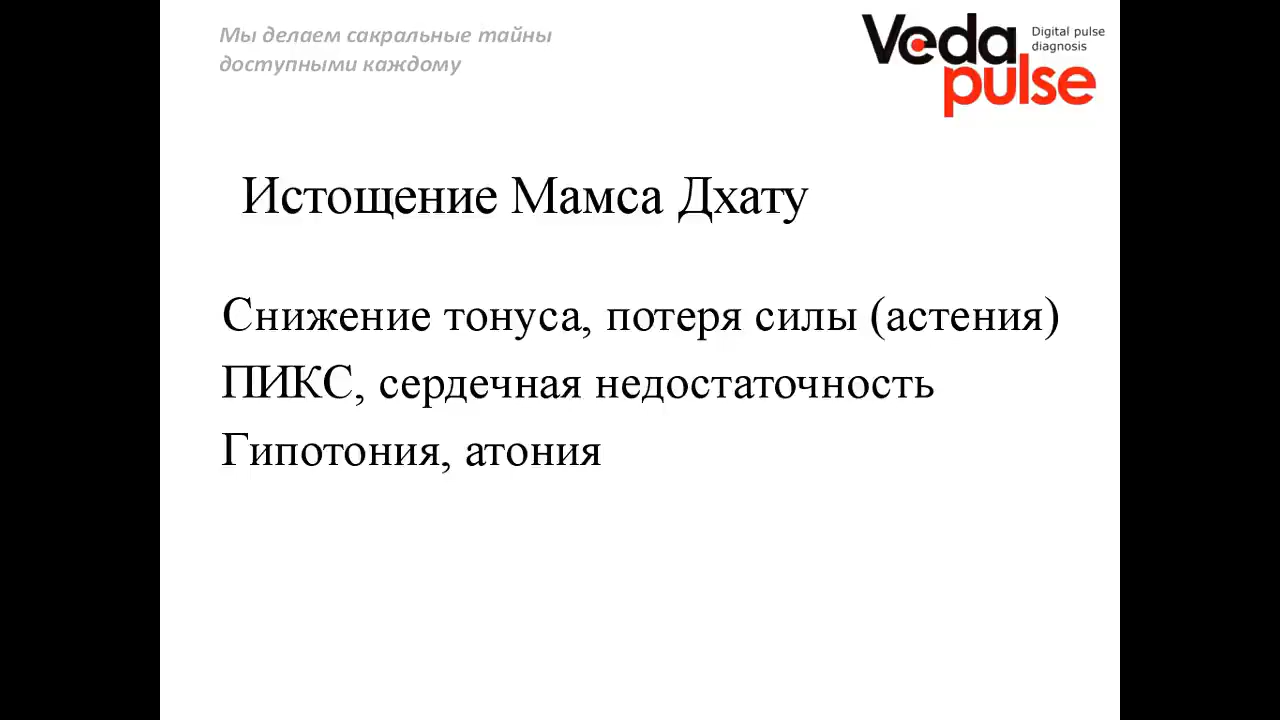 Мы делаем сакральные тайны
доступными каждому
Veda
pulse
Digital pulse
diagnosis
Истощение Мамса Дхату
Снижение тонуса, потеря силы (астения)
ПИКС, сердечная недостаточность
Гипотония, атония